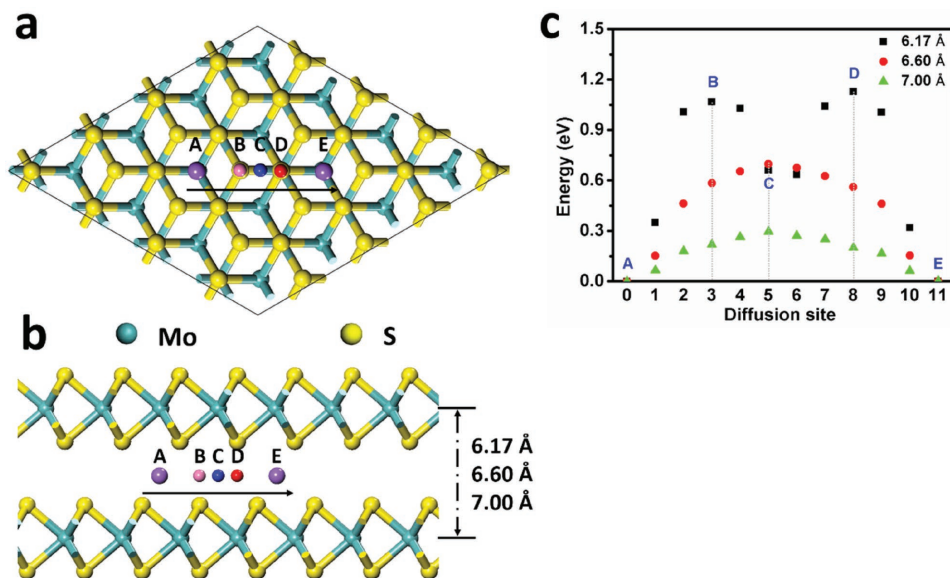 a
A B C D E
Mo S
b
A B C D E
6.17 Å
6.60 Å
7.00 Å
c
1.5
1.2
0.9
0.6
0.3
0.0
Energy (eV)
6.17 Å
6.60 Å
7.00 Å
A
B
C
D
E
0 1 2 3 4 5 6 7 8 9 10 11
Diffusion site